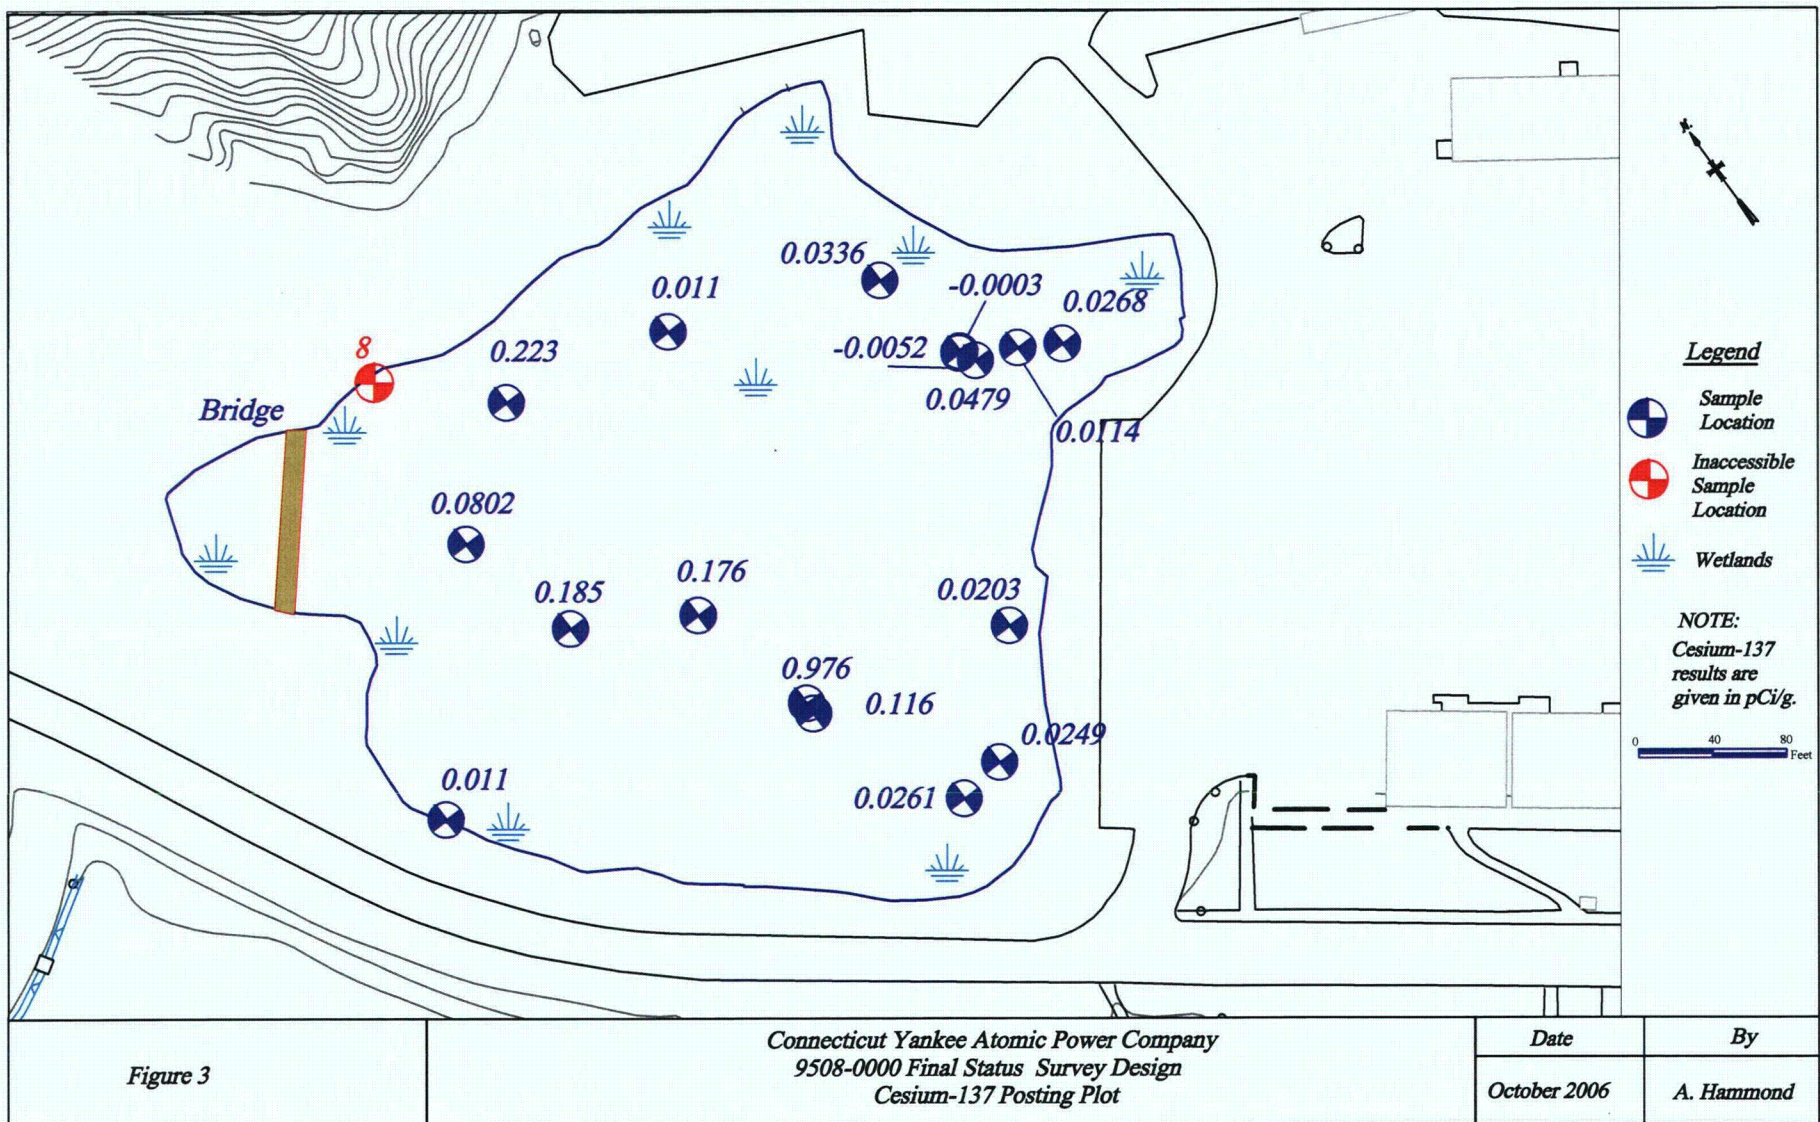 0.0336
-0.0003
0.011
0.0268
8
0.223
-0.0052
0.0479
Bridge
0.0114
0.0802
0.185
0.176
0.0203
0.976
0.116
0.0249
0.011
0.0261
N
Legend
Sample
Location
Inaccessible
Sample
Location
Wetlands
NOTE:
Cesium-137
results are
given in pCi/g.
0 40 80
Feet
Figure 3
Connecticut Yankee Atomic Power Company
9508-0000 Final Status Survey Design
Cesium-137 Posting Plot
Date
October 2006
By
A. Hammond